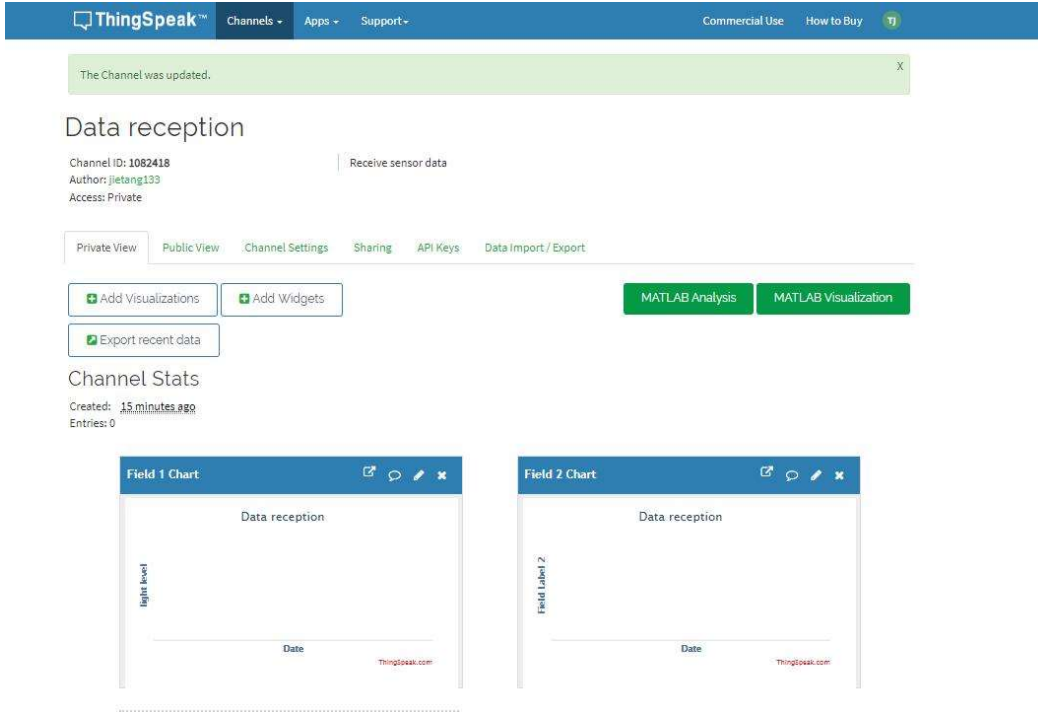 ThingSpeak™ Channels Apps Support Commercial Use How to Buy TJ
The Channel was updated. X
Data reception
Channel ID: 1082418 Receive sensor data
Author: jietang133
Access: Private
Private View Public View Channel Settings Sharing API Keys Data Import / Export
Add Visualizations Add Widgets MATLAB Analysis MATLAB Visualization
Export recent data
Channel Stats
Created: 15 minutes ago
Entries: 0
Field 1 Chart Field 2 Chart
Data reception Data reception
light level Field Label 2
Date Date
ThingSpeak.com ThingSpeak.com